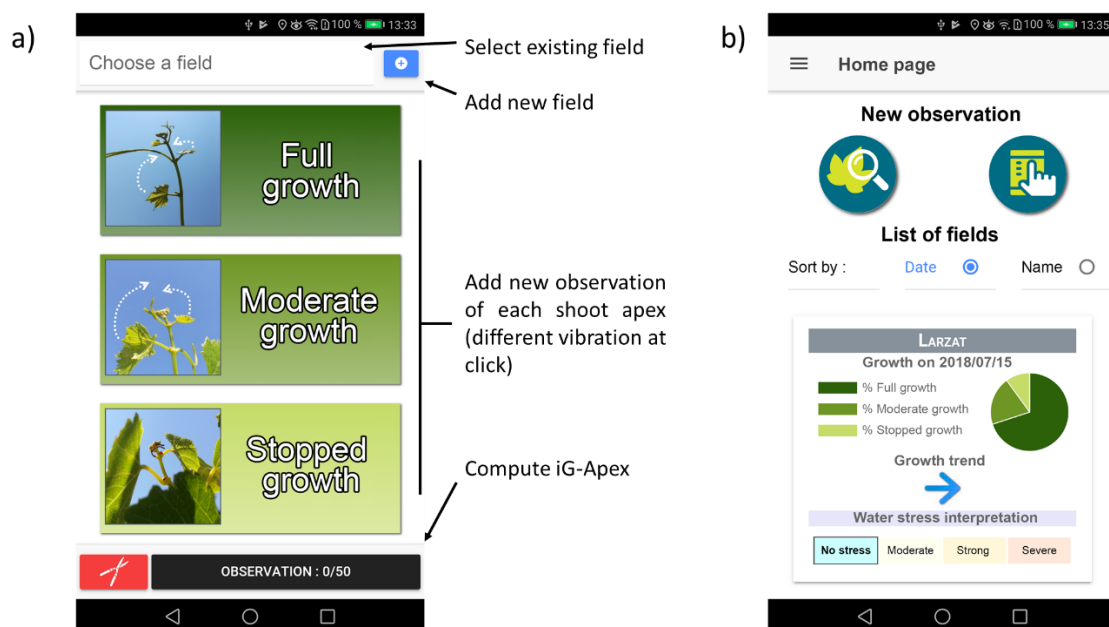 a)
100 % 13:33
Choose a field
Select existing field
Add new field
Full
growth
Moderate
growth
Stopped
growth
Add new observation
of each shoot apex
(different vibration at
click)
Compute iG-Apex
OBSERVATION : 0/50
b)
100 % 13:35
Home page
New observation
List of fields
Sort by : Date Name
LARZAT
Growth on 2018/07/15
% Full growth
% Moderate growth
% Stopped growth
Growth trend
Water stress interpretation
No stress Moderate Strong Severe